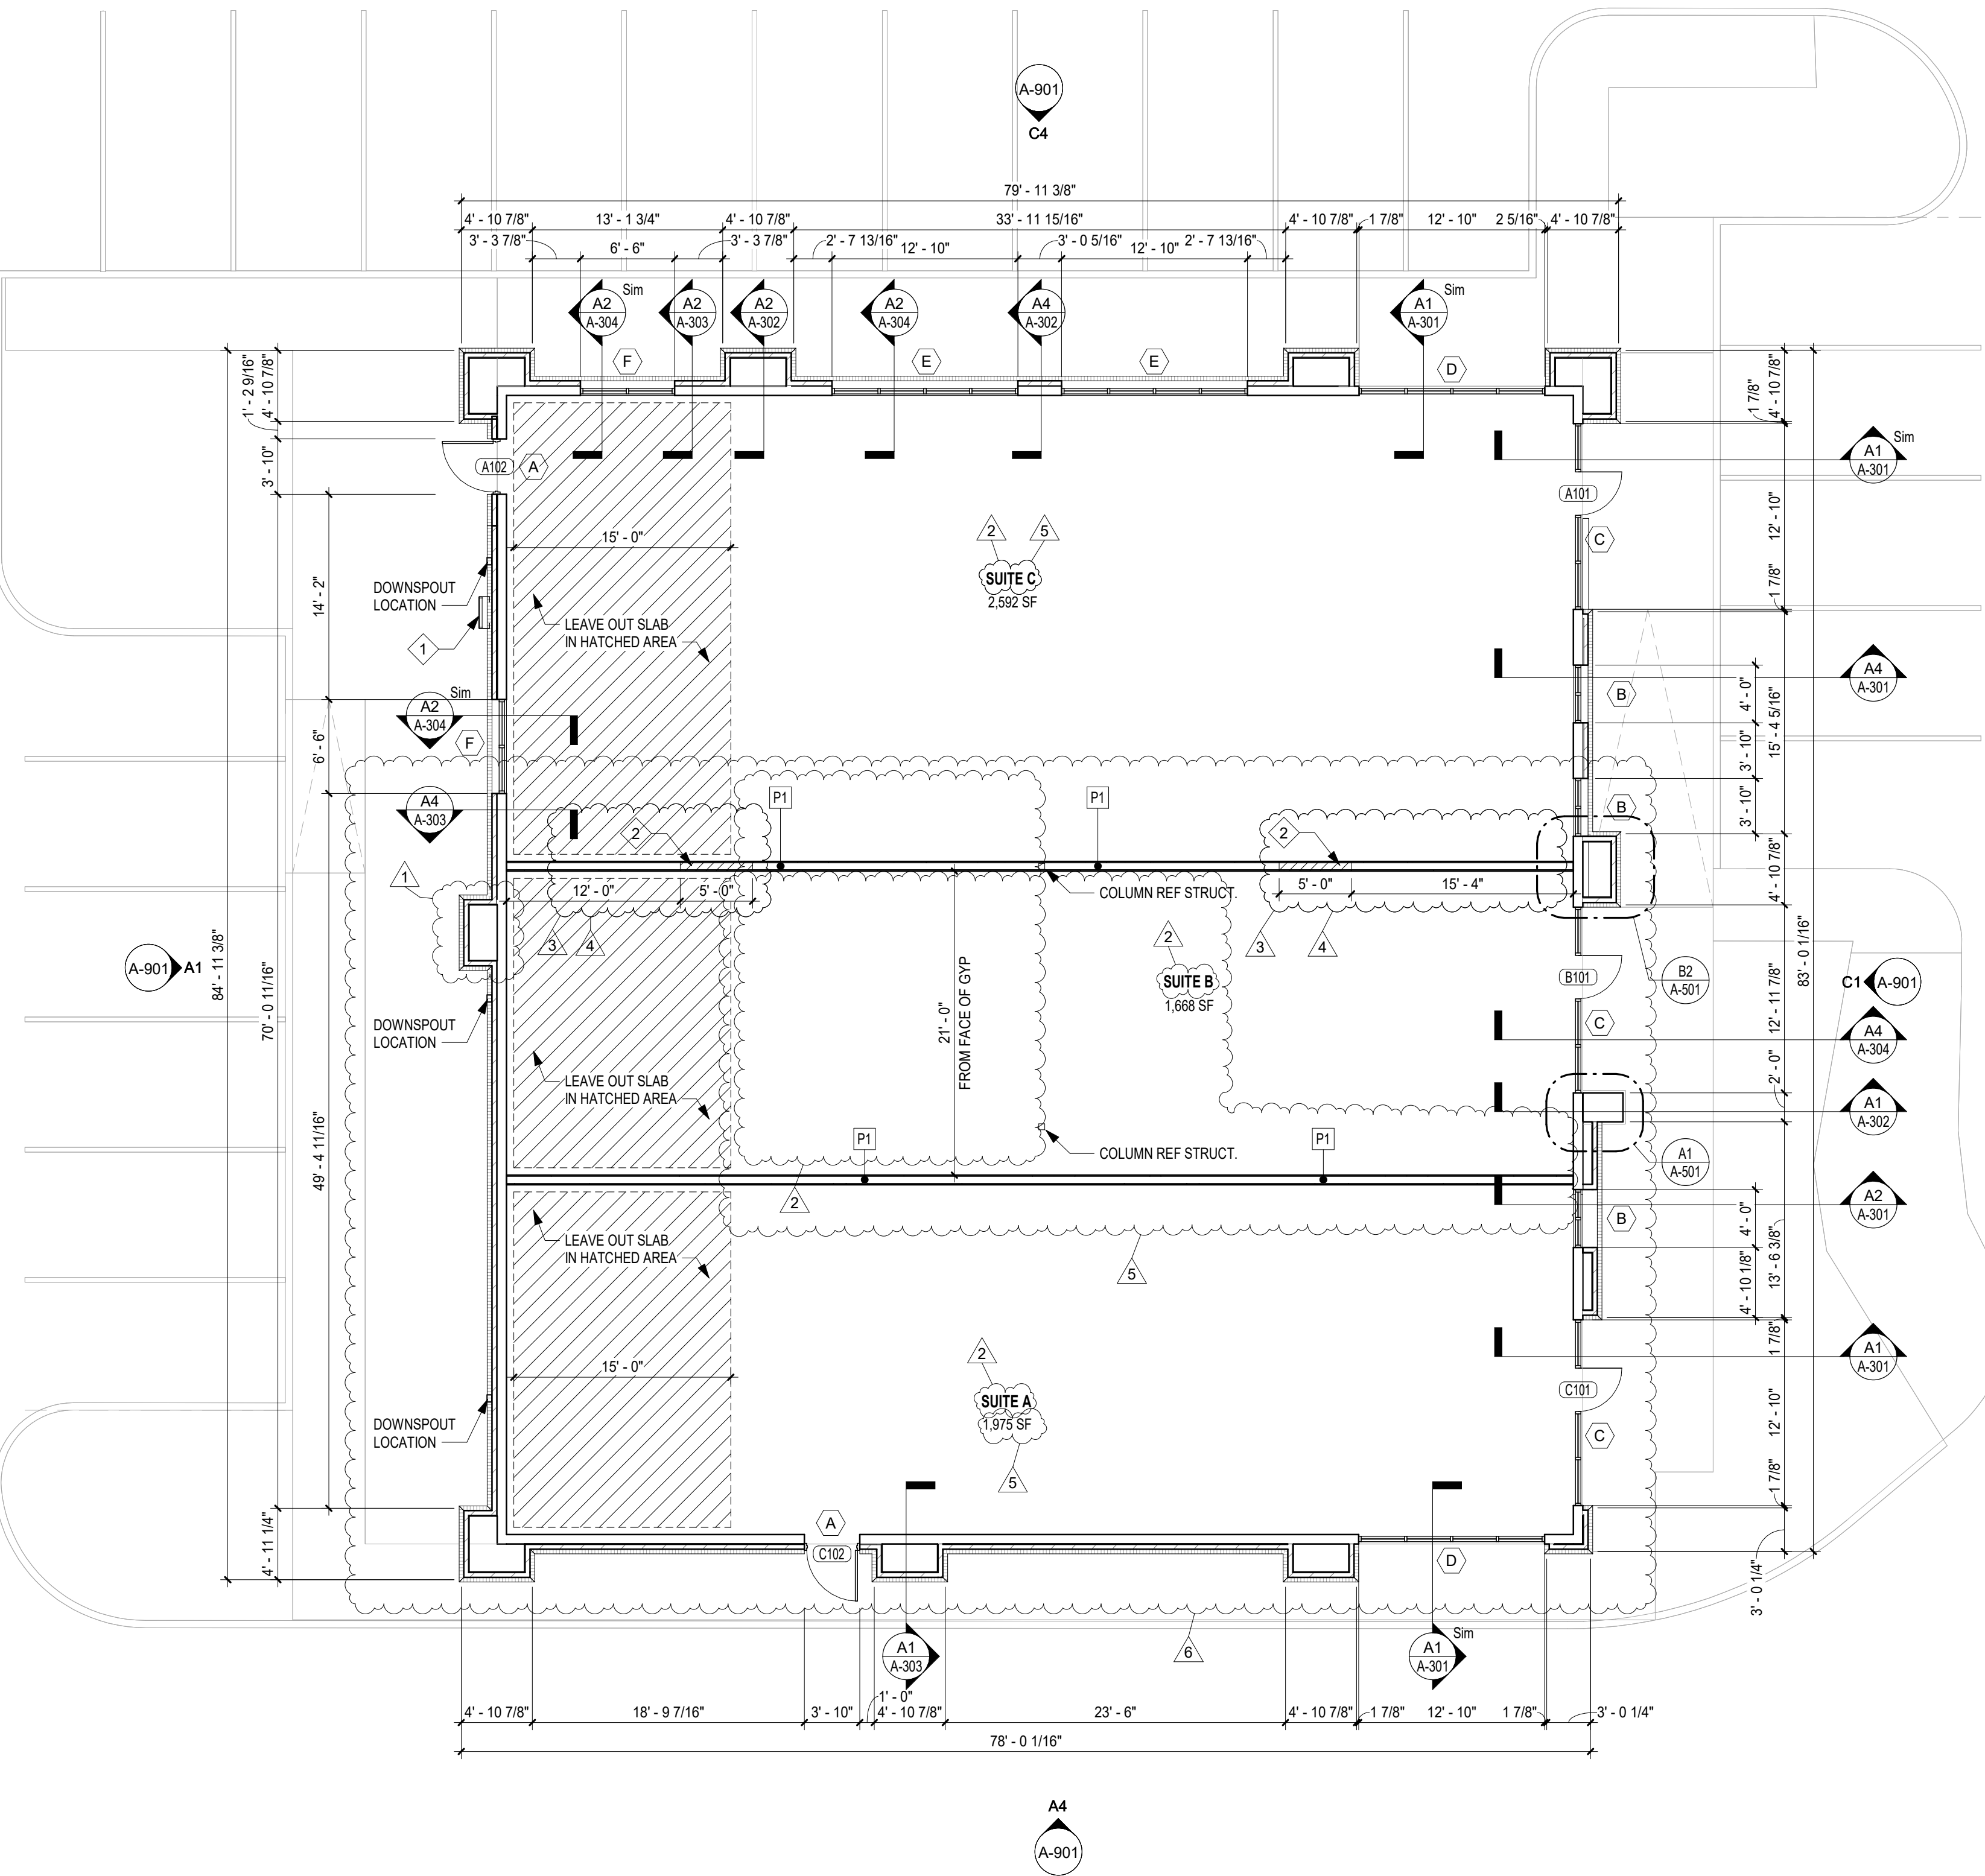 A-901
C4
79' - 11 3/8"
4' - 10 7/8"
13' - 1 3/4"
4' - 10 7/8"
33' - 11 15/16"
4' - 10 7/8"
1 7/8"
12' - 10"
2 5/16"
4' - 10 7/8"
3' - 3 7/8"
6' - 6"
3' - 3 7/8"
2' - 7 13/16"
12' - 10"
3' - 0 5/16"
12' - 10"
2' - 7 13/16"
A2
A-304
Sim
A2
A-303
A2
A-302
A2
A-304
A4
A-302
A1
A-301
Sim
F
E
E
D
1' - 2 9/16"
4' - 10 7/8"
3' - 10"
1 7/8"
4' - 10 7/8"
A1
A-301
Sim
A102
A
A101
12' - 10"
15' - 0"
2
5
C
SUITE C
2,592 SF
DOWNSPOUT
LOCATION
14' - 2"
1 7/8"
LEAVE OUT SLAB
IN HATCHED AREA
1
A4
A-301
Sim
A2
A-304
F
B
4' - 0"
15' - 4 5/16"
6' - 6"
3' - 10"
A4
A-303
P1
P1
B
3' - 10"
2
2
1
12' - 0"
5' - 0"
COLUMN REF STRUCT.
5' - 0"
15' - 4"
4' - 10 7/8"
3
4
2
3
4
A-901
A1
84' - 11 3/8"
70' - 0 11/16"
SUITE B
1,668 SF
B101
B2
A-501
C1
A-901
83' - 0 1/16"
12' - 11 7/8"
DOWNSPOUT
LOCATION
21' - 0"
FROM FACE OF GYP
C
A4
A-304
2' - 0"
LEAVE OUT SLAB
IN HATCHED AREA
A1
A-302
P1
COLUMN REF STRUCT.
P1
A1
A-501
49' - 4 11/16"
2
A2
A-301
B
4' - 0"
LEAVE OUT SLAB
IN HATCHED AREA
5
4' - 10 1/8"
13' - 6 3/8"
15' - 0"
2
1 7/8"
A1
A-301
SUITE A
1,975 SF
C101
12' - 10"
DOWNSPOUT
LOCATION
C
5
1 7/8"
A
C102
D
4' - 11 1/4"
3' - 0 1/4"
A1
A-303
6
A1
A-301
Sim
4' - 10 7/8"
18' - 9 7/16"
3' - 10"
1' - 0"
4' - 10 7/8"
23' - 6"
4' - 10 7/8"
1 7/8"
12' - 10"
1 7/8"
3' - 0 1/4"
78' - 0 1/16"
A4
A-901